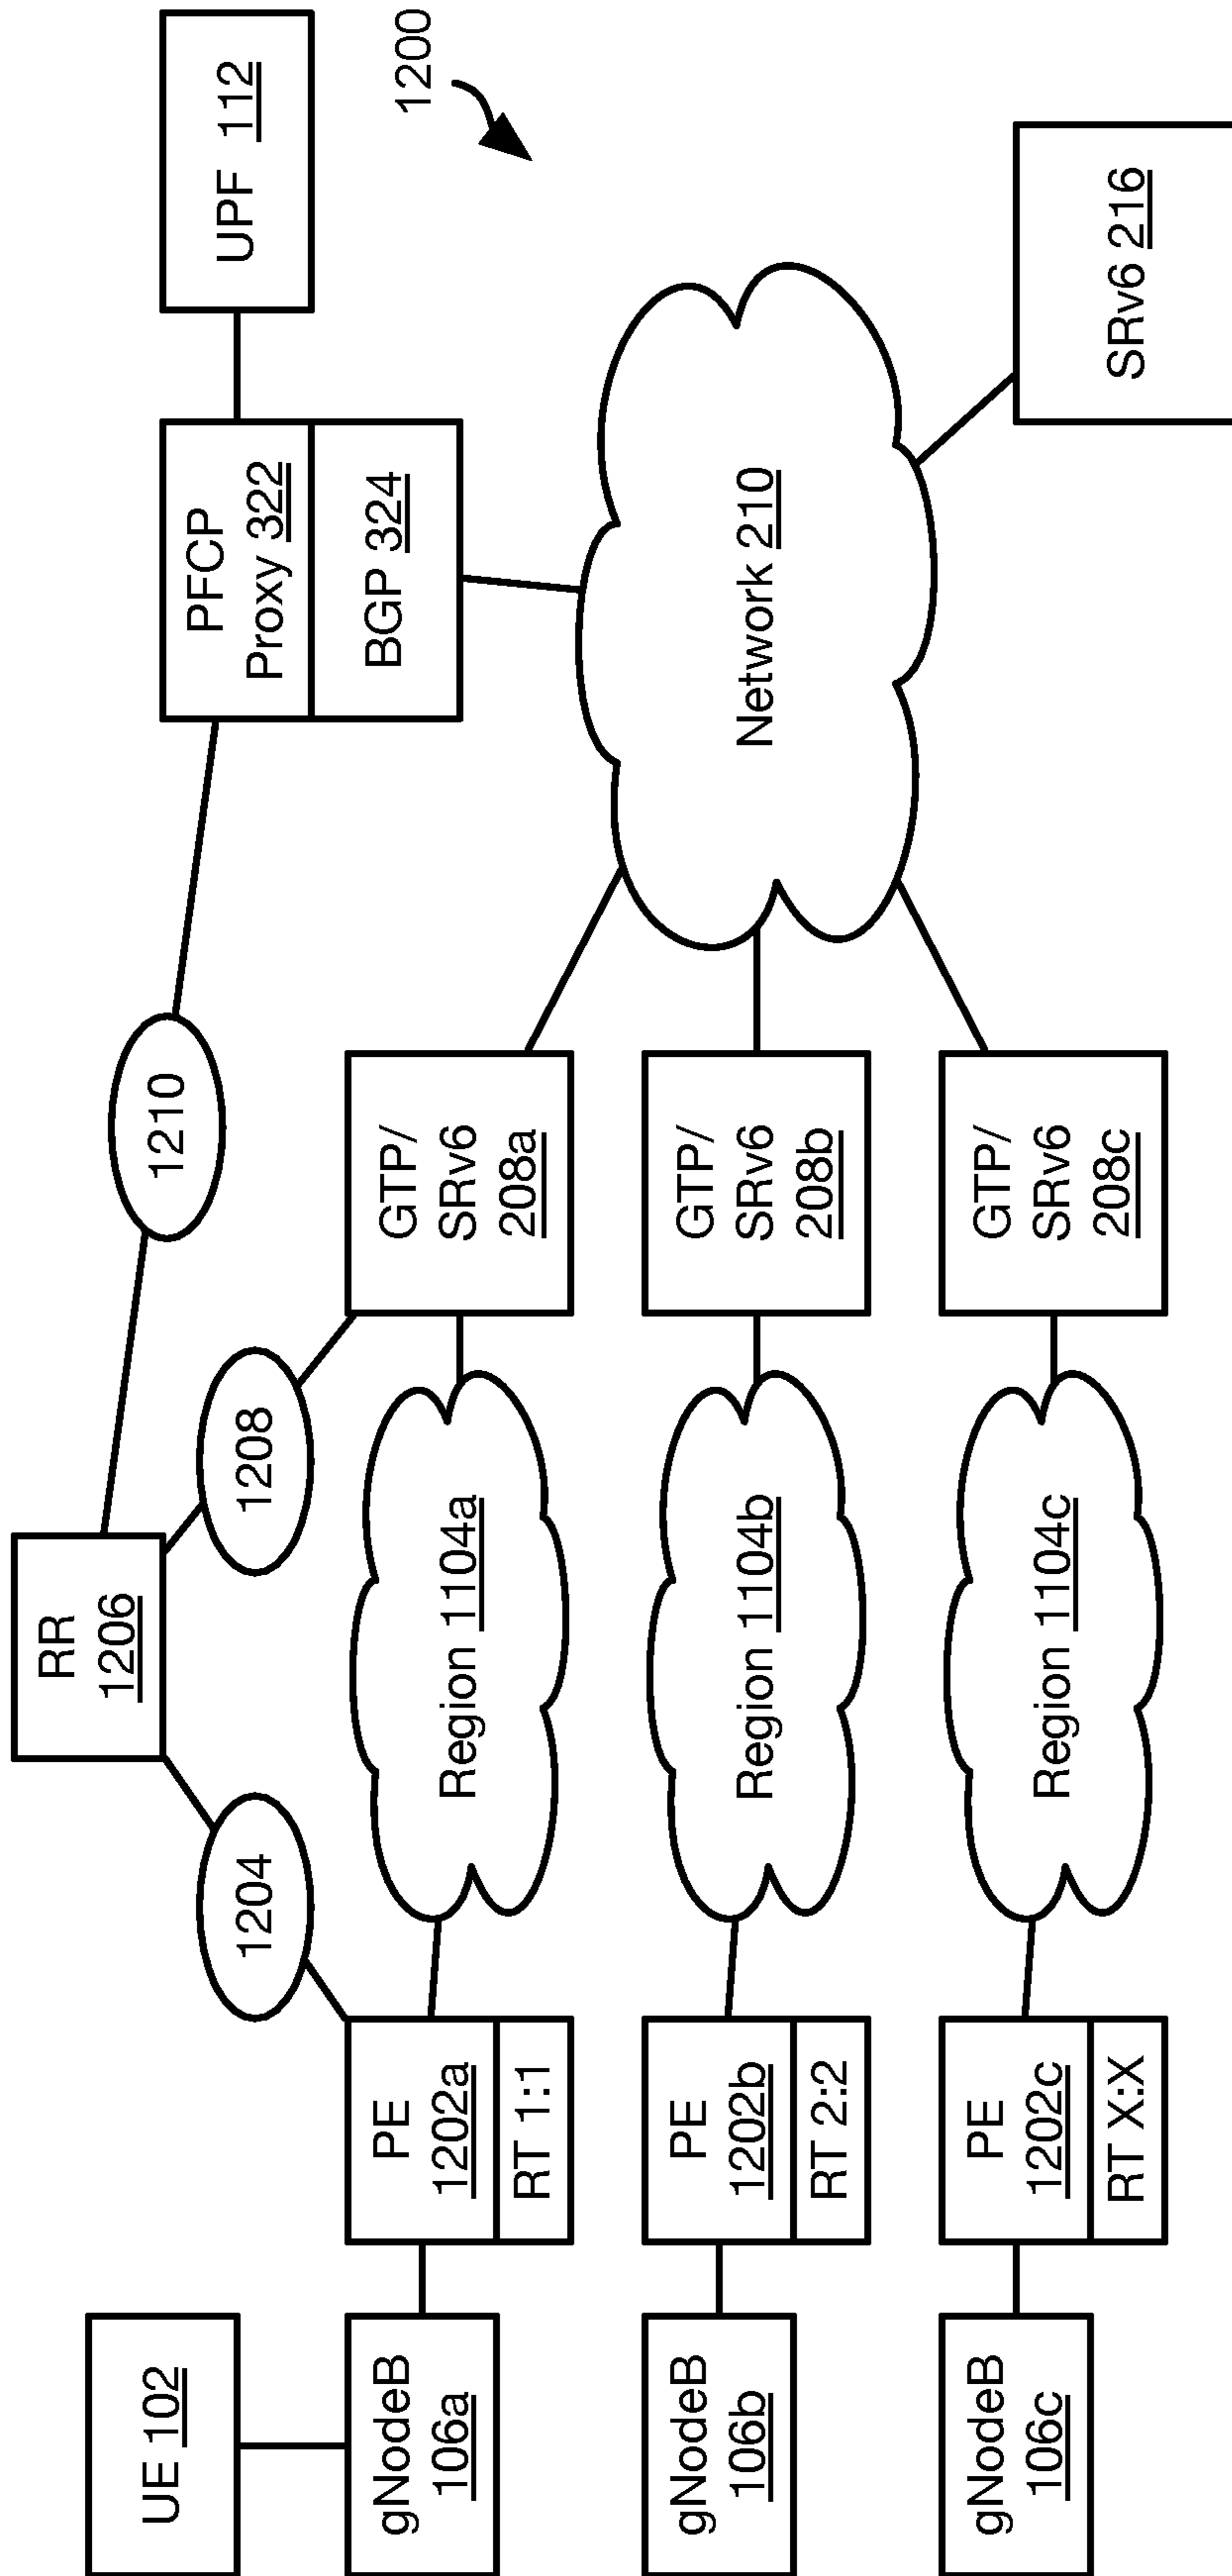 UE 102
gNodeB
106a
gNodeB
106b
gNodeB
106c
PE
1202a
RT 1:1
PE
1202b
RT 2:2
PE
1202c
RT X:X
1204
RR
1206
1208
1210
Region 1104a
Region 1104b
Region 1104c
GTP/
SRv6
208a
GTP/
SRv6
208b
GTP/
SRv6
208c
PFCP
Proxy 322
BGP 324
UPF 112
Network 210
SRv6 216
1200